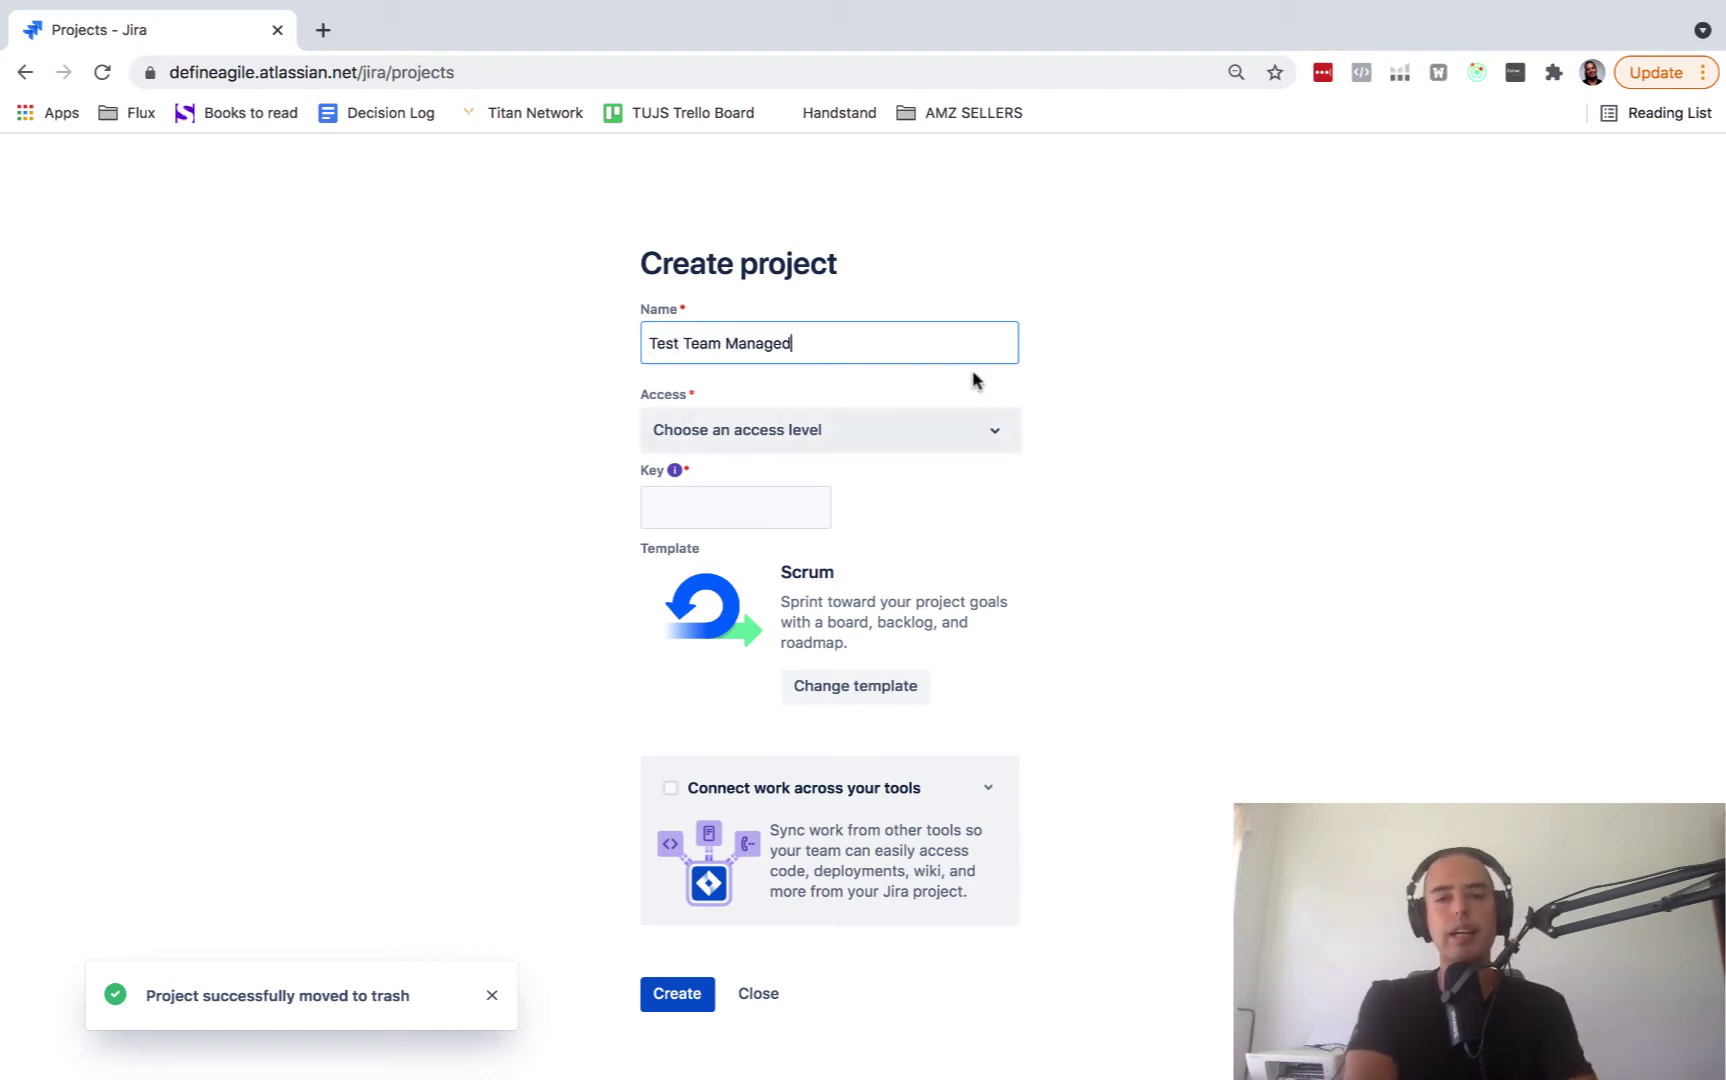 Projects - Jira
defineagile.atlassian.net/jira/projects
Update
Apps
Flux
Books to read
Decision Log
Titan Network
TUJS Trello Board
Handstand
AMZ SELLERS
Reading List
Create project
Name *
Test Team Managed
Access *
Choose an access level
Key i *
Template
Scrum
Sprint toward your project goals
with a board, backlog, and
roadmap.
Change template
Connect work across your tools
Sync work from other tools so
your team can easily access
code, deployments, wiki, and
more from your Jira project.
Project successfully moved to trash
Create
Close